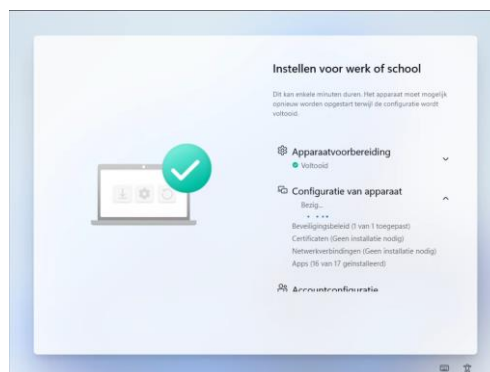 Instellen voor werk of school
Dit kan enkele minuten duren. Het apparaat moet mogelijk
opnieuw worden opgestart terwijl de configuratie wordt
voltooid.
Apparaatvoorbereiding
Voltooid
Configuratie van apparaat
Bezig...
Beveiligingsbeleid (1 van 1 toegepast)
Certificaten (Geen installatie nodig)
Netwerkverbindingen (Geen installatie nodig)
Apps (16 van 17 geïnstalleerd)
Accountconfiguratie